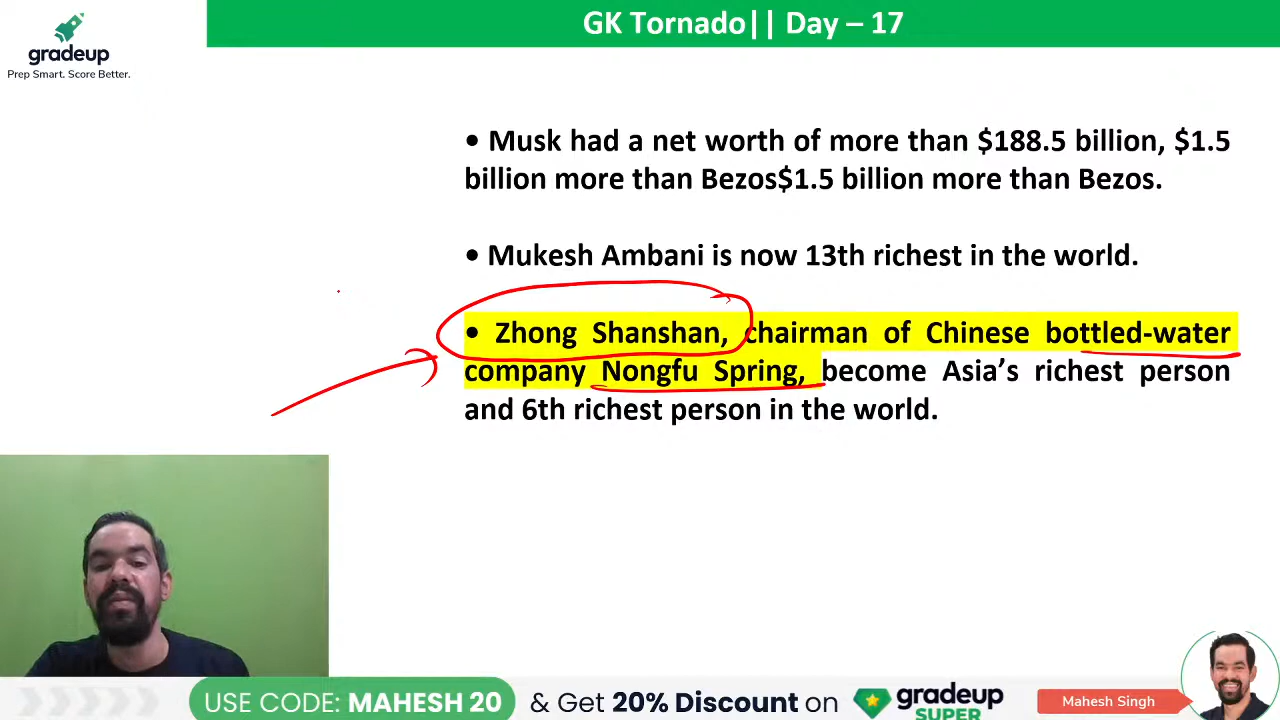 GK Tornado|| Day – 17
gradeup
Prep Smart. Score Better.
• Musk had a net worth of more than $188.5 billion, $1.5
billion more than Bezos$1.5 billion more than Bezos.
• Mukesh Ambani is now 13th richest in the world.
• Zhong Shanshan, chairman of Chinese bottled-water
company Nongfu Spring, become Asia’s richest person
and 6th richest person in the world.
USE CODE: MAHESH 20 & Get 20% Discount on gradeup
SUPER
Mahesh Singh